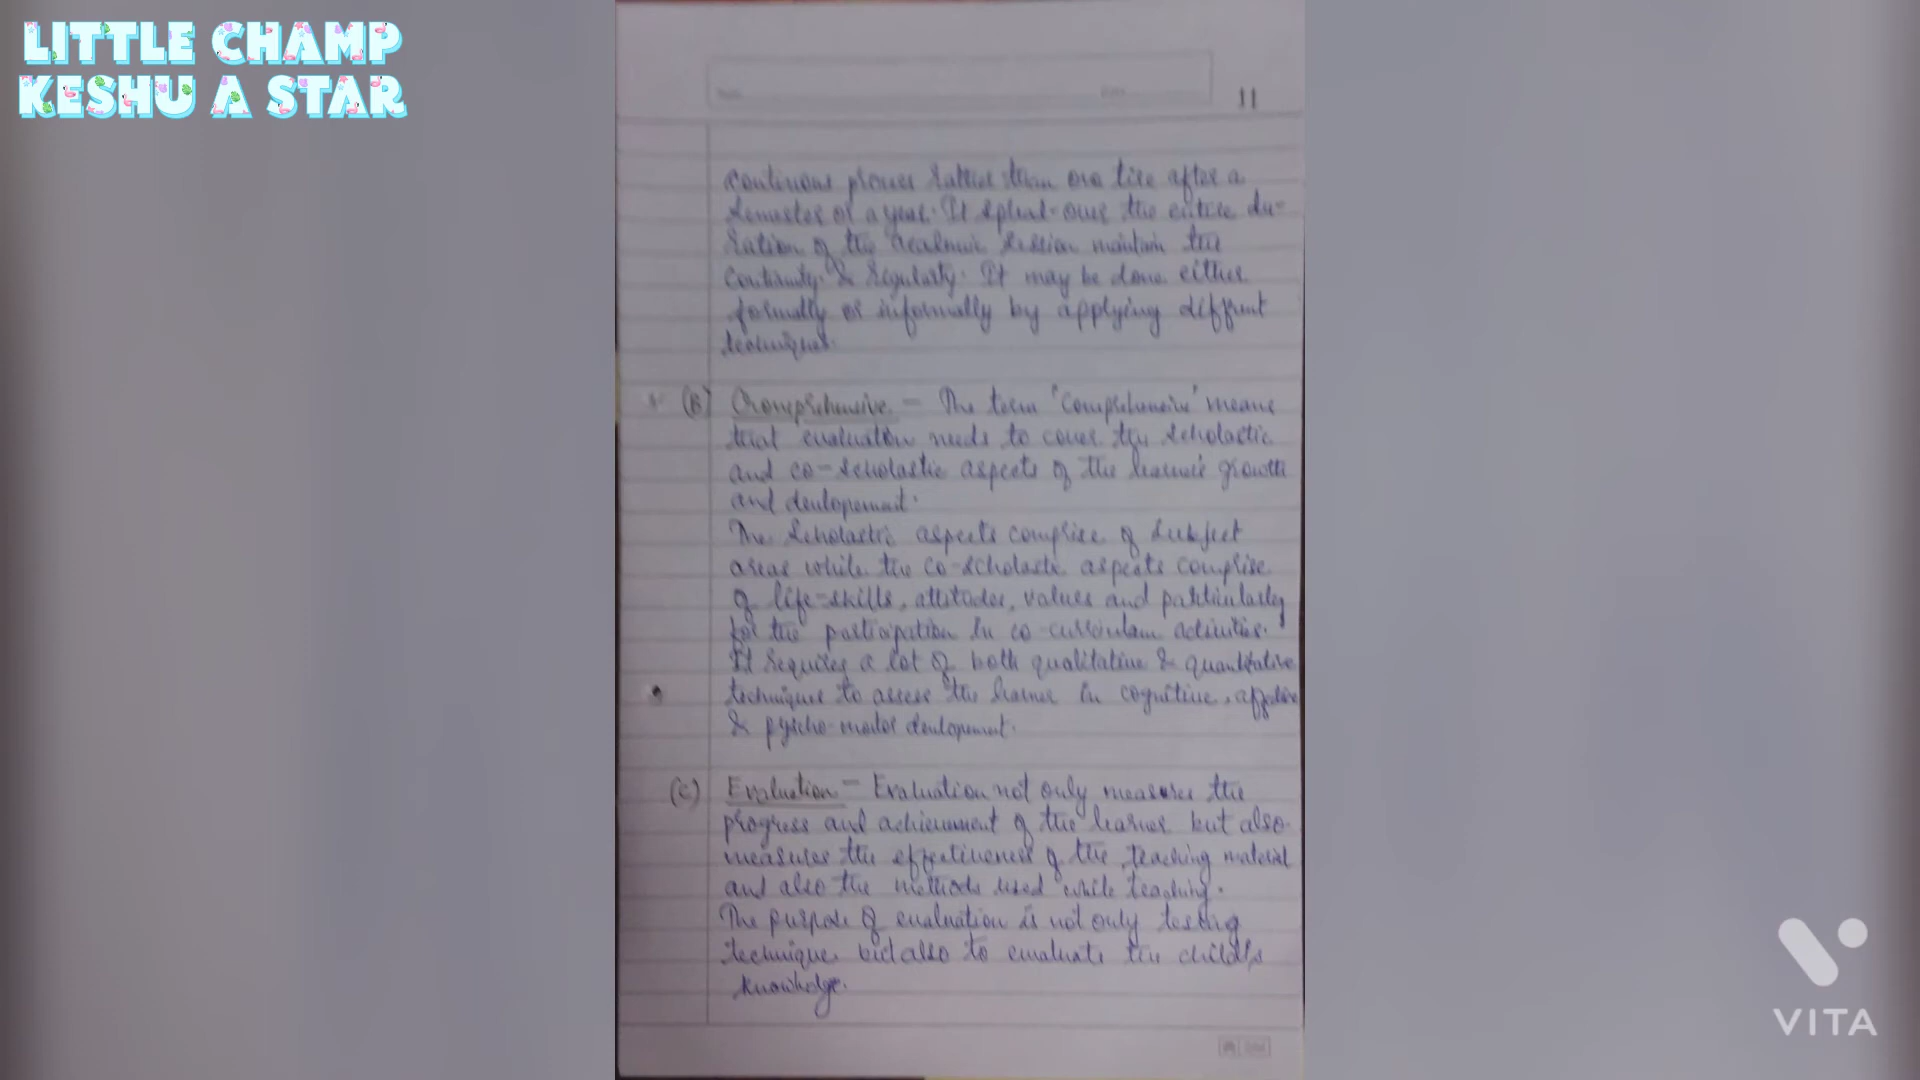 LITTLE CHAMP
KESHU A STAR
11
continuous process rather than one time after a
semester or a year. It spread-over the entire du-
ration of the academic session maintain the
continuity & regularity. It may be done either
formally or informally by applying different
techniques.
(B) Cromprehensive - The term "Comprehensive" means
that evaluation needs to cover the scholastic
and co-scholastic aspects of the learner's growth
and development.
The scholastic aspects comprise of subject
areas while the co-scholastic aspects comprise
of life-skills, attitudes, values and particularly
for the participation in co-curriculam activities.
It requires a lot of both qualitative & quantitative
techniques to assess the learner in cognitive, affective
& pyscho-motor development.
(C) Evaluation - Evaluation not only measures the
progress and achievement of the learner but also
measures the effectiveness of the teaching material
and also the methods used while teaching.
The purpose of evaluation is not only testing
technique but also to evaluate the child's
knowledge.
VITA